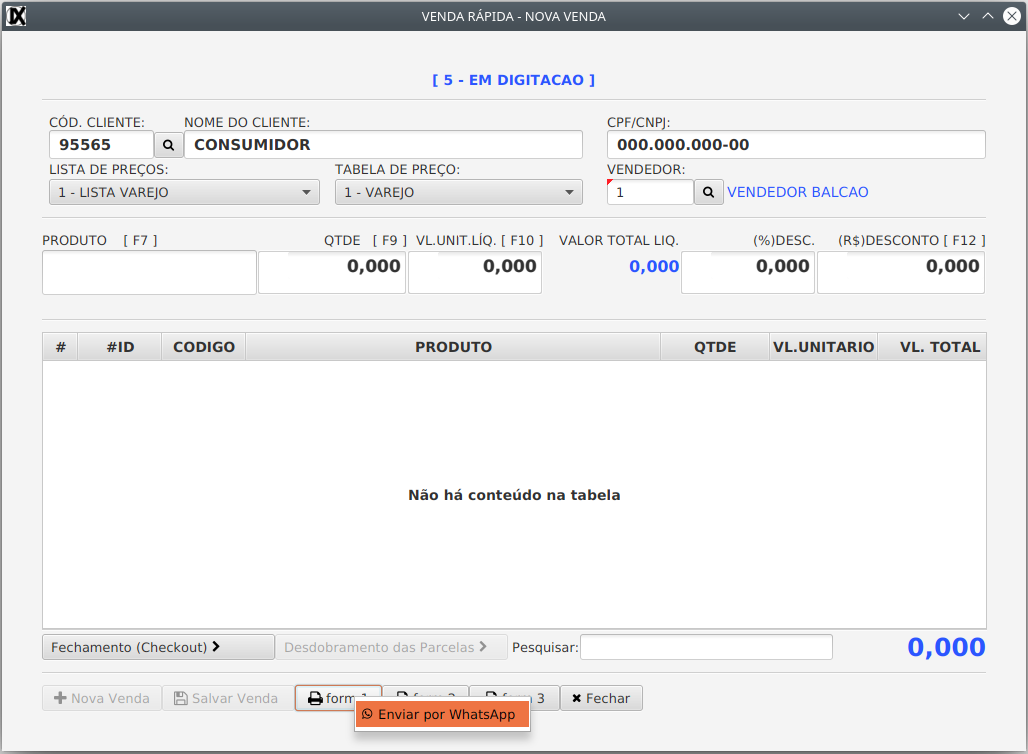 VENDA RÁPIDA - NOVA VENDA
[ 5 - EM DIGITACAO ]
CÓD. CLIENTE: NOME DO CLIENTE: CPF/CNPJ:
95565 CONSUMIDOR 000.000.000-00
LISTA DE PREÇOS: TABELA DE PREÇO: VENDEDOR:
1 - LISTA VAREJO 1 - VAREJO 1 VENDEDOR BALCAO
PRODUTO [ F7 ] QTDE [ F9 ] VL.UNIT.LÍQ. [ F10 ] VALOR TOTAL LIQ. (%)DESC. (R$)DESCONTO [ F12 ]
0,000 0,000 0,000 0,000 0,000
# #ID CODIGO PRODUTO QTDE VL.UNITARIO VL. TOTAL
Não há conteúdo na tabela
Fechamento (Checkout) Desdobramento das Parcelas Pesquisar: 0,000
Nova Venda Salvar Venda form 1 form 2 form 3 Fechar
Enviar por WhatsApp